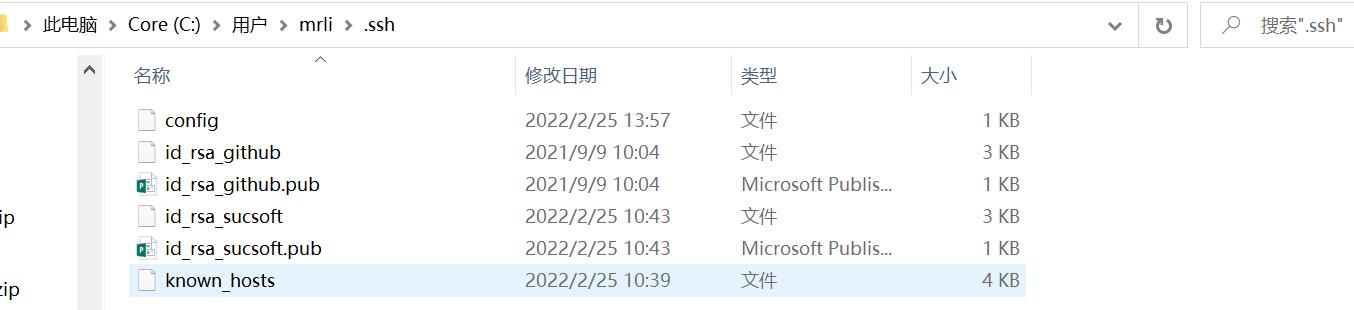 此电脑 > Core (C:) > 用户 > mrli > .ssh 搜索".ssh"
名称 修改日期 类型 大小
config 2022/2/25 13:57 文件 1 KB
id_rsa_github 2021/9/9 10:04 文件 3 KB
id_rsa_github.pub 2021/9/9 10:04 Microsoft Publis... 1 KB
id_rsa_sucsoft 2022/2/25 10:43 文件 3 KB
ip
id_rsa_sucsoft.pub 2022/2/25 10:43 Microsoft Publis... 1 KB
known_hosts 2022/2/25 10:39 文件 4 KB
zip